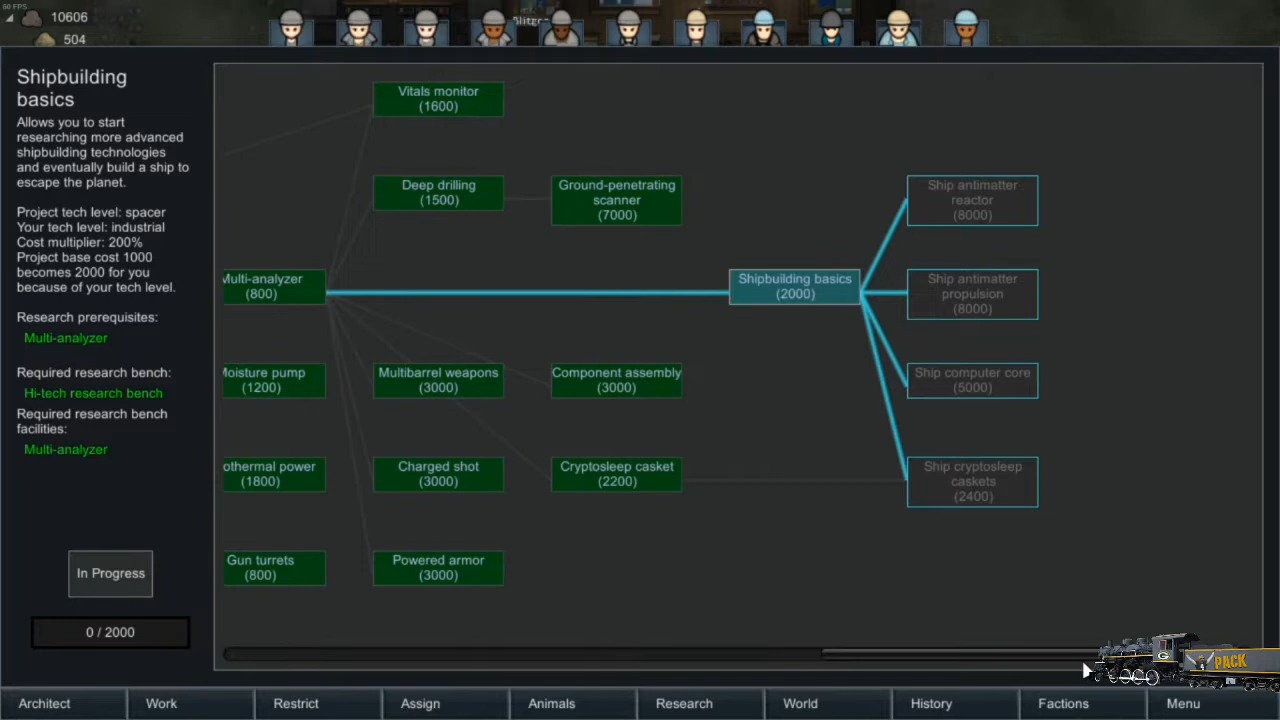 60 FPS
10606
504
Shipbuilding
basics
Allows you to start
researching more advanced
shipbuilding technologies
and eventually build a ship to
escape the planet.
Project tech level: spacer
Your tech level: industrial
Cost multiplier: 200%
Project base cost 1000
becomes 2000 for you
because of your tech level.
Research prerequisites:
Multi-analyzer
Required research bench:
Hi-tech research bench
Required research bench
facilities:
Multi-analyzer
In Progress
0 / 2000
Vitals monitor
(1600)
Deep drilling
(1500)
Ground-penetrating
scanner
(7000)
Ship antimatter
reactor
(8000)
Multi-analyzer
(800)
Shipbuilding basics
(2000)
Ship antimatter
propulsion
(8000)
Moisture pump
(1200)
Multibarrel weapons
(3000)
Component assembly
(3000)
Ship computer core
(5000)
othermal power
(1800)
Charged shot
(3000)
Cryptosleep casket
(2200)
Ship cryptosleep
caskets
(2400)
Gun turrets
(800)
Powered armor
(3000)
G
PACK
Architect
Work
Restrict
Assign
Animals
Research
World
History
Factions
Menu